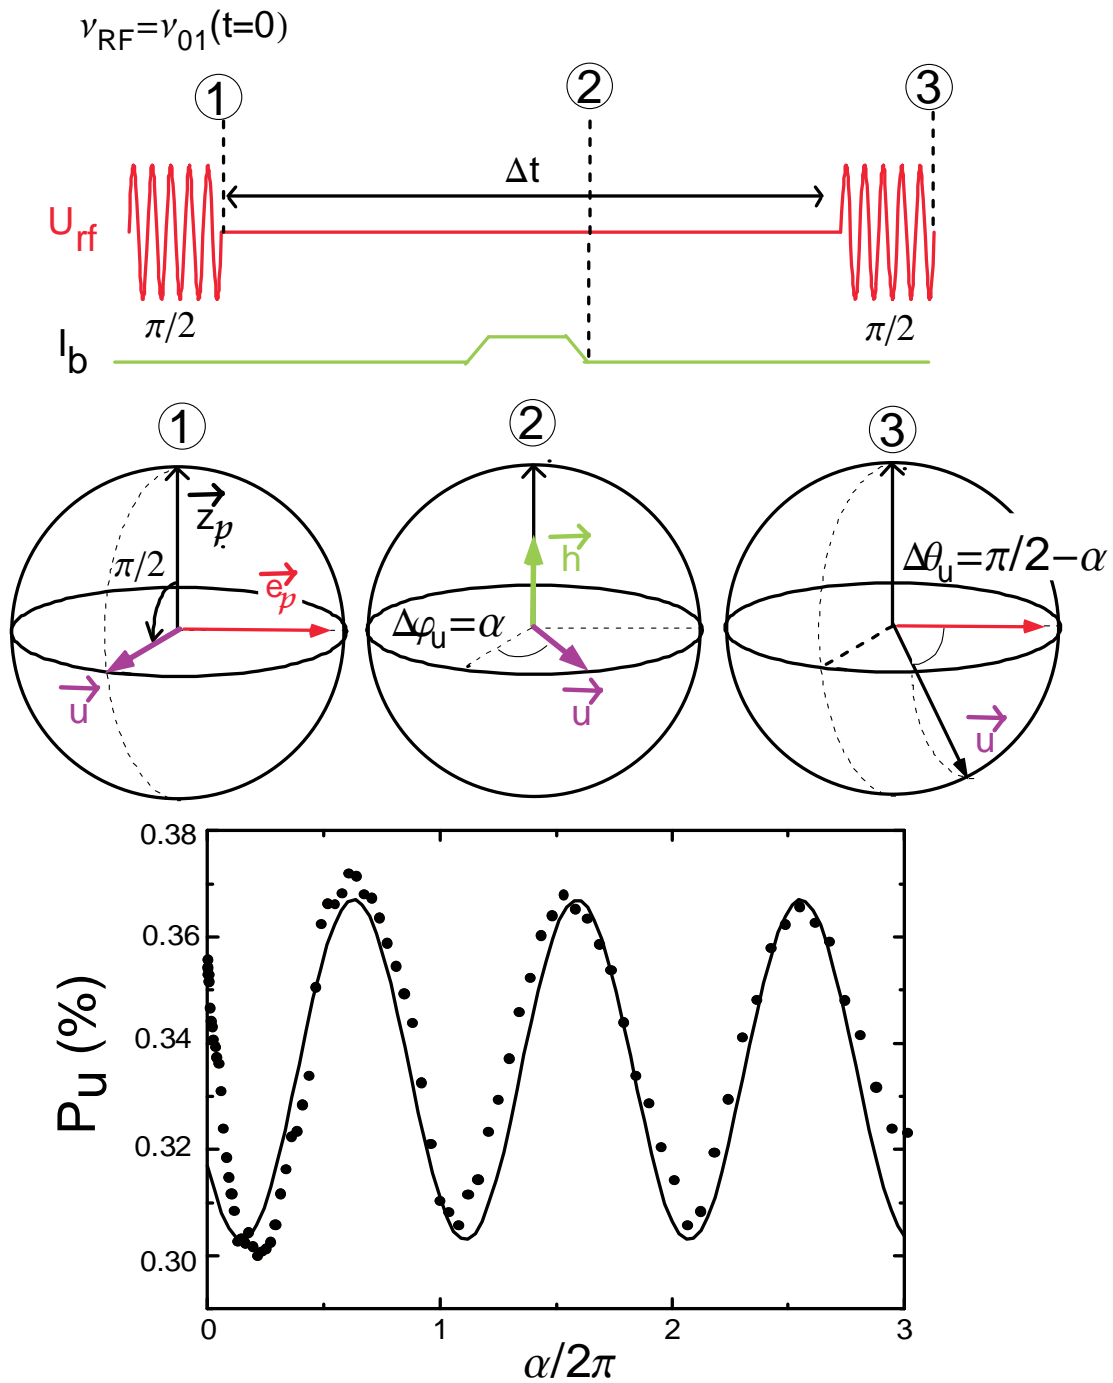 ν_RF=ν_01(t=0)
1 2 3
Δt
U_rf
π/2 π/2
I_b
1 2 3
z_p π/2 e_p u
h Δφ_u=α u
Δθ_u=π/2−α u
0.38
0.36
0.34
0.32
0.30
Pu (%)
0 1 2 3
α/2π